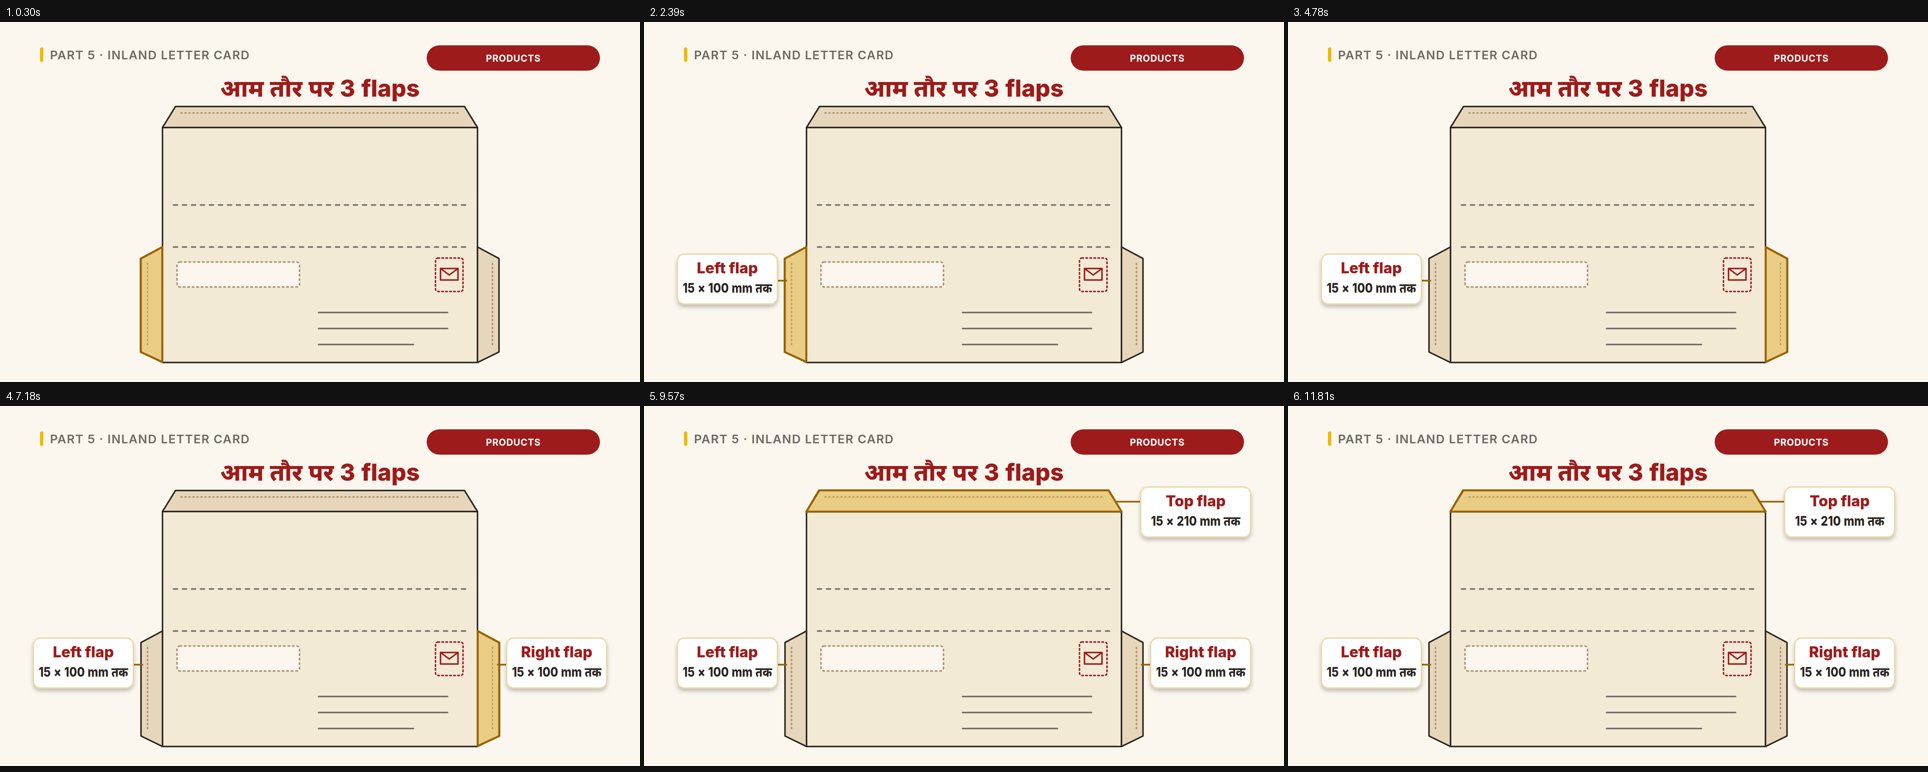 1. 0.30s
PART 5 · INLAND LETTER CARD
PRODUCTS
आम तौर पर 3 flaps
2. 2.39s
PART 5 · INLAND LETTER CARD
PRODUCTS
आम तौर पर 3 flaps
Left flap
15 × 100 mm तक
3. 4.78s
PART 5 · INLAND LETTER CARD
PRODUCTS
आम तौर पर 3 flaps
Left flap
15 × 100 mm तक
4. 7.18s
PART 5 · INLAND LETTER CARD
PRODUCTS
आम तौर पर 3 flaps
Left flap
15 × 100 mm तक
Right flap
15 × 100 mm तक
5. 9.57s
PART 5 · INLAND LETTER CARD
PRODUCTS
आम तौर पर 3 flaps
Top flap
15 × 210 mm तक
Left flap
15 × 100 mm तक
Right flap
15 × 100 mm तक
6. 11.81s
PART 5 · INLAND LETTER CARD
PRODUCTS
आम तौर पर 3 flaps
Top flap
15 × 210 mm तक
Left flap
15 × 100 mm तक
Right flap
15 × 100 mm तक